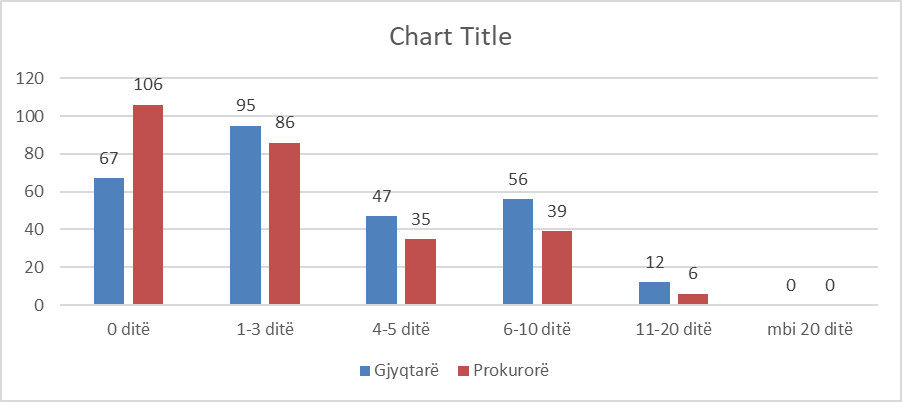 Chart Title
120
100
80
60
40
20
0
67
106
95
86
47
35
56
39
12
6
0
0
0 ditë
1-3 ditë
4-5 ditë
6-10 ditë
11-20 ditë
mbi 20 ditë
Gjyqtarë
Prokurorë